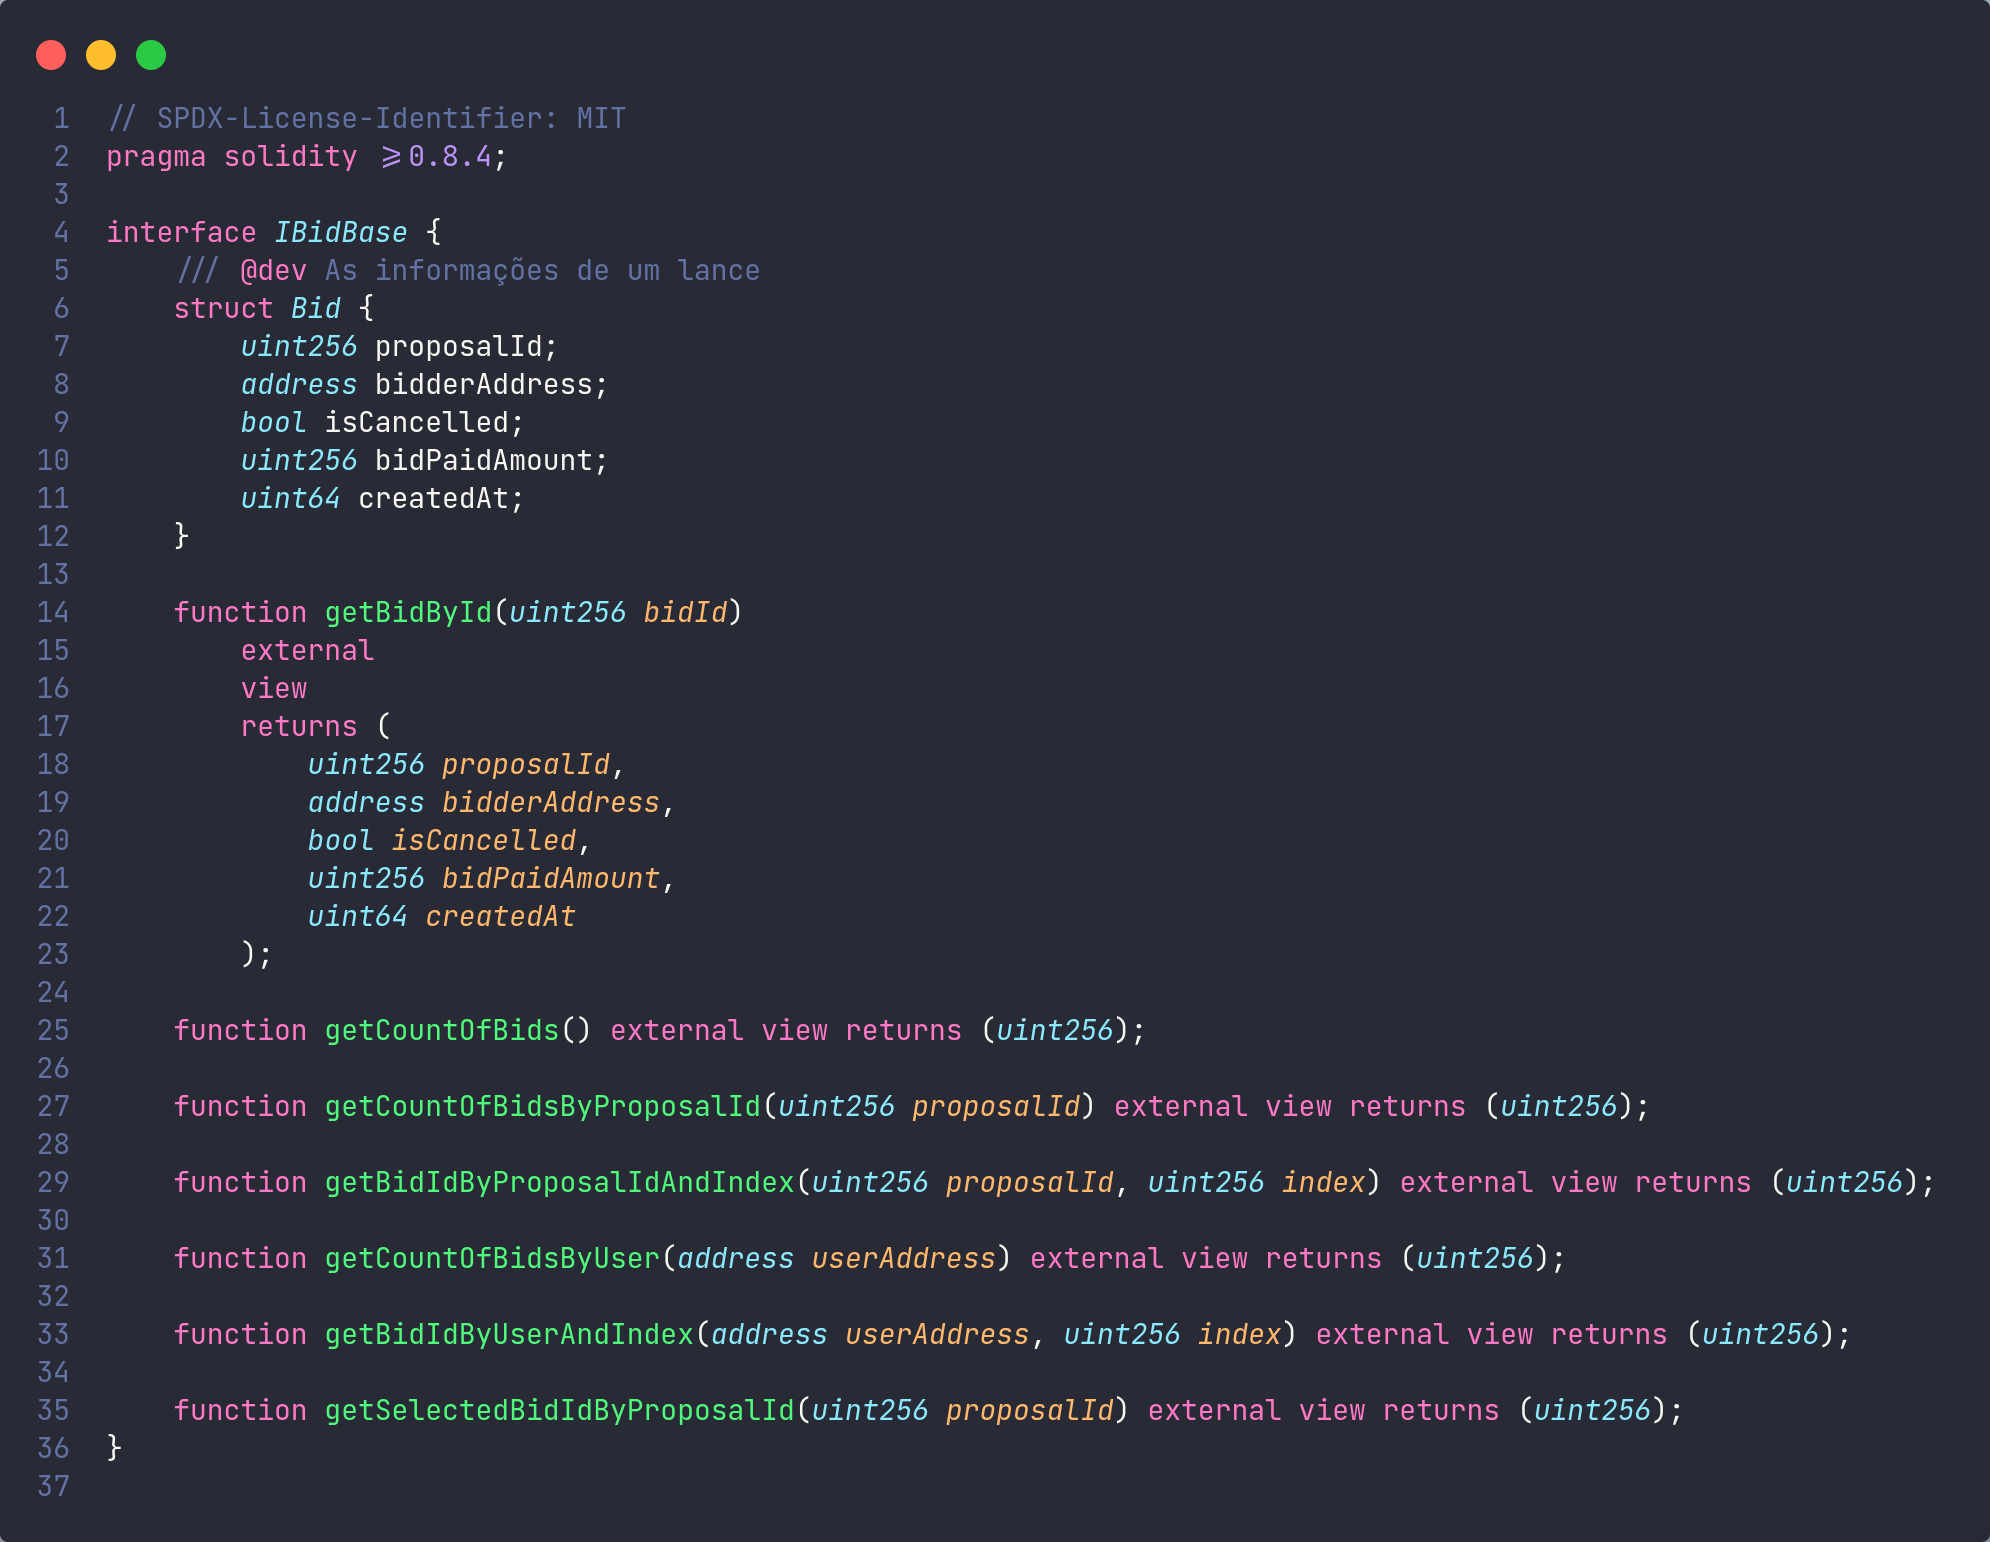 1 // SPDX-License-Identifier: MIT
2 pragma solidity >=0.8.4;
3
4 interface IBidBase {
5     /// @dev As informações de um lance
6     struct Bid {
7         uint256 proposalId;
8         address bidderAddress;
9         bool isCancelled;
10         uint256 bidPaidAmount;
11         uint64 createdAt;
12     }
13
14     function getBidById(uint256 bidId)
15         external
16         view
17         returns (
18             uint256 proposalId,
19             address bidderAddress,
20             bool isCancelled,
21             uint256 bidPaidAmount,
22             uint64 createdAt
23         );
24
25     function getCountOfBids() external view returns (uint256);
26
27     function getCountOfBidsByProposalId(uint256 proposalId) external view returns (uint256);
28
29     function getBidIdByProposalIdAndIndex(uint256 proposalId, uint256 index) external view returns (uint256);
30
31     function getCountOfBidsByUser(address userAddress) external view returns (uint256);
32
33     function getBidIdByUserAndIndex(address userAddress, uint256 index) external view returns (uint256);
34
35     function getSelectedBidIdByProposalId(uint256 proposalId) external view returns (uint256);
36 }
37